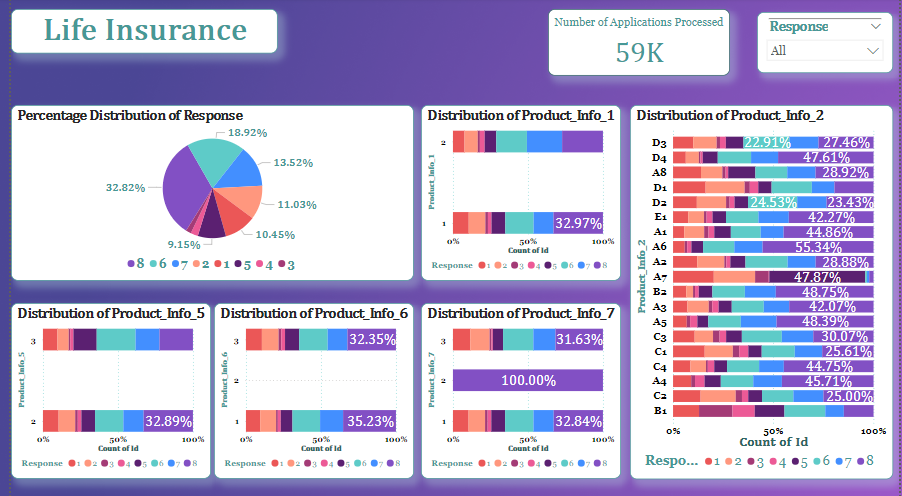 Life Insurance
Number of Applications Processed
59K
Response
All
Percentage Distribution of Response
18.92%
13.52%
11.03%
10.45%
9.15%
32.82%
8 6 7 2 1 5 4 3
Distribution of Product_Info_1
Product_Info_1
2
1 32.97%
0% 50% 100%
Count of Id
Response 1 2 3 4 5 6 7 8
Distribution of Product_Info_2
Product_Info_2
D3 22.91% 27.46%
D4 47.61%
A8 28.92%
D1
D2 24.53% 23.43%
E1 42.27%
A1 44.86%
A6 55.34%
A2 28.88%
A7 47.87%
B2 48.75%
A3 42.07%
A5 48.39%
C3 30.07%
C1 25.61%
C4 44.75%
A4 45.71%
C2 25.00%
B1
0% 50% 100%
Count of Id
Respo... 1 2 3 4 5 6 7 8
Distribution of Product_Info_5
Product_Info_5
3
2 32.89%
0% 50% 100%
Count of Id
Response 1 2 3 4 5 6 7 8
Distribution of Product_Info_6
Product_Info_6
3 32.35%
1 35.23%
0% 50% 100%
Count of Id
Response 1 2 3 4 5 6 7 8
Distribution of Product_Info_7
Product_Info_7
3 31.63%
2 100.00%
1 32.84%
0% 50% 100%
Count of Id
Response 1 2 3 4 5 6 7 8